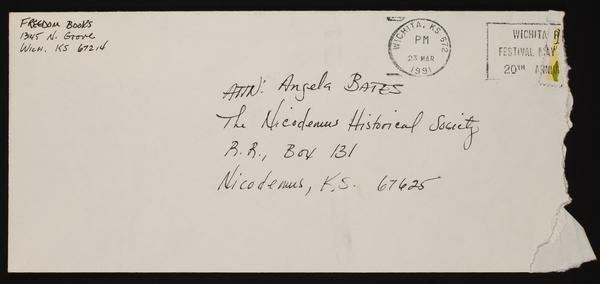 FREEDOM BOOKS
1345 N. Grove
WICH. KS 67214
WICHITA, KS 672
PM
23 MAR
1991
WICHITA
FESTIVAL MAY
20TH
ATTN: Angela BATES
The Nicodemus Historical Society
R.R., Box 131
Nicodemus, K.S. 67625